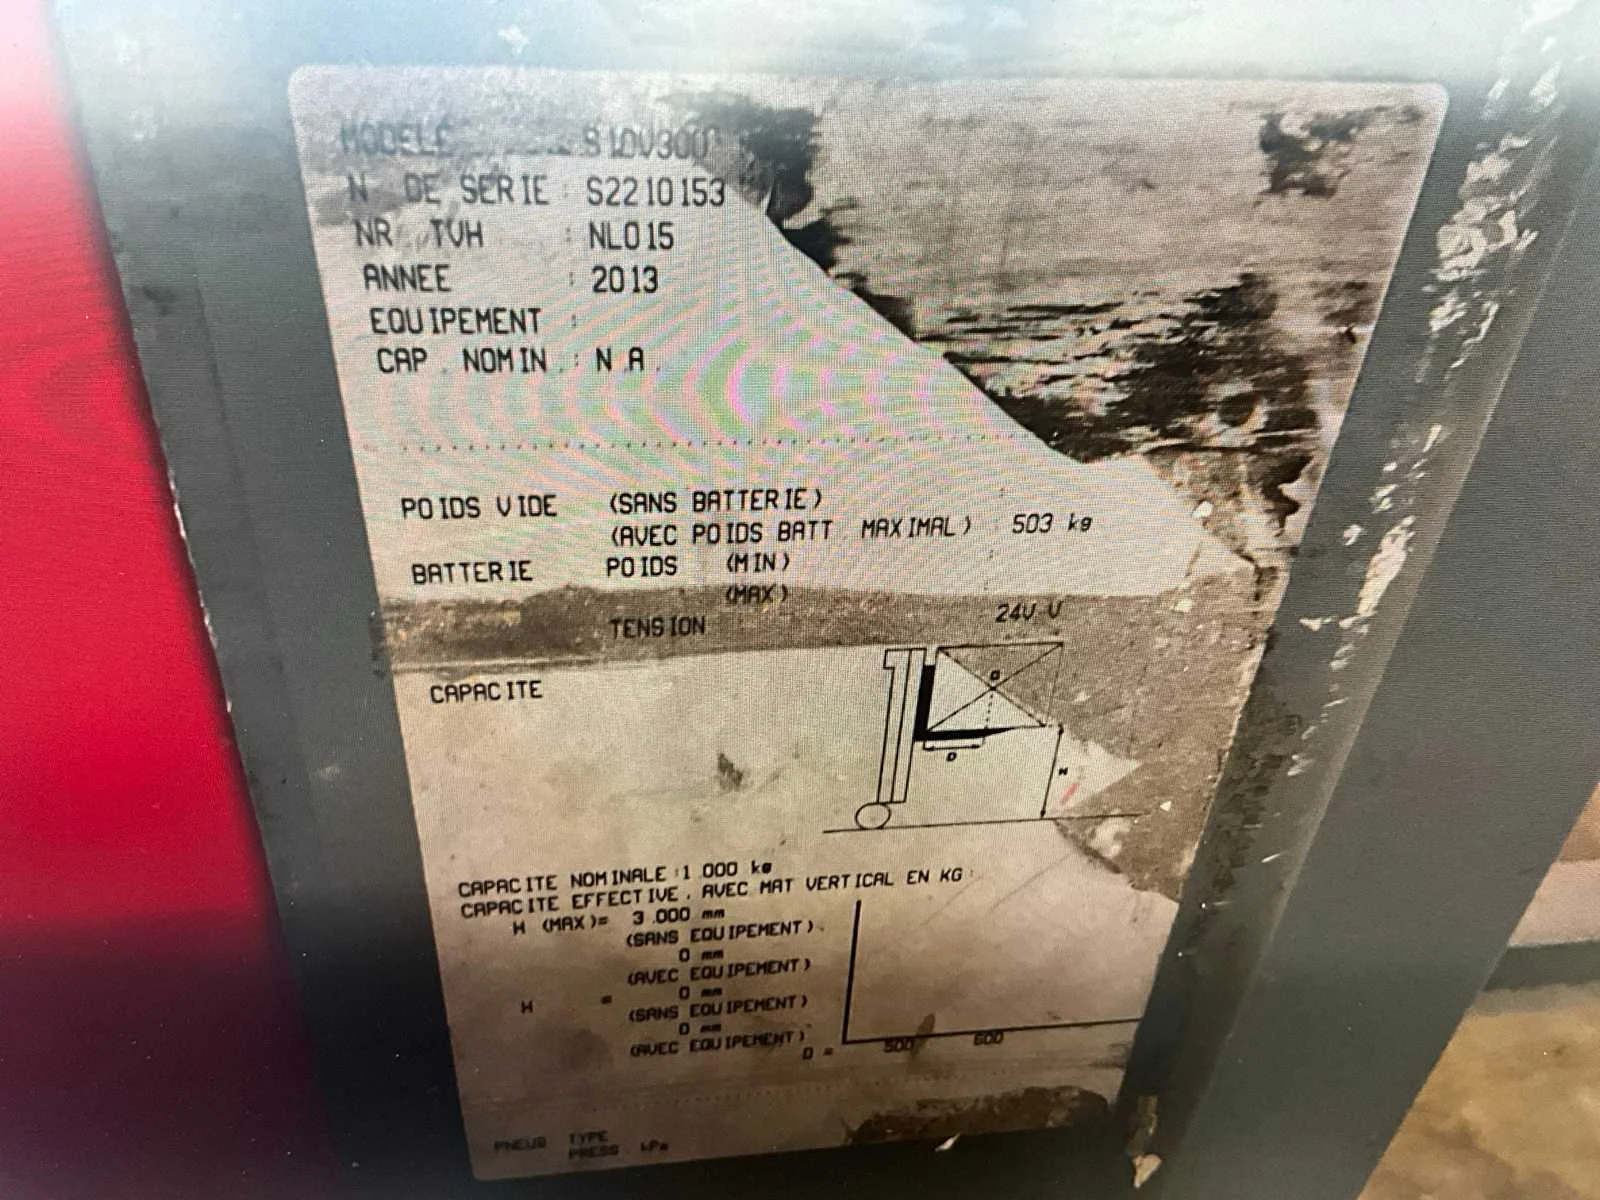 MODELE S10V3000
N DE SERIE : S2210153
NR TVH : NL015
ANNEE : 2013
EQUIPEMENT :
CAP . NOMIN . : N A .
POIDS VIDE (SANS BATTERIE) :
(AVEC POIDS BATT MAXIMAL) : 503 kg
BATTERIE POIDS (MIN) :
(MAX)
TENSION 24V V
CAPACITE
G
D
H
CAPACITE NOMINALE :1 000 kg
CAPACITE EFFECTIVE , AVEC MAT VERTICAL EN KG :
H (MAX)= 3 000 mm
(SANS EQUIPEMENT)
0 mm
(AVEC EQUIPEMENT)
H = 0 mm
(SANS EQUIPEMENT)
0 mm
(AVEC EQUIPEMENT)
D = 500 600
PNEUS TYPE
PRESS . kPa